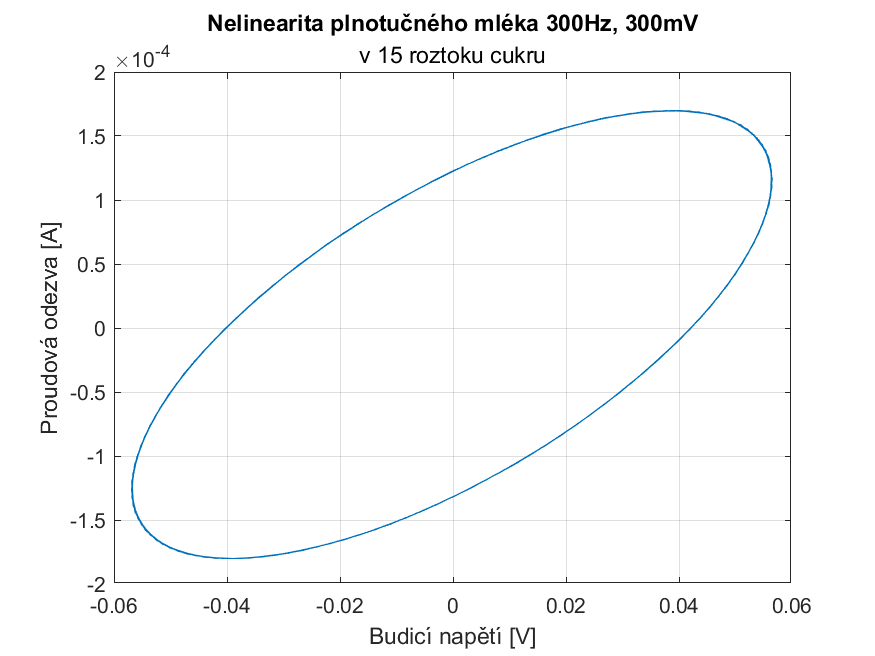 Nelinearita plnotučného mléka 300Hz, 300mV
v 15 roztoku cukru
×10-4
2
1.5
1
0.5
0
-0.5
-1
-1.5
-2
-0.06 -0.04 -0.02 0 0.02 0.04 0.06
Proudová odezva [A]
Budicí napětí [V]